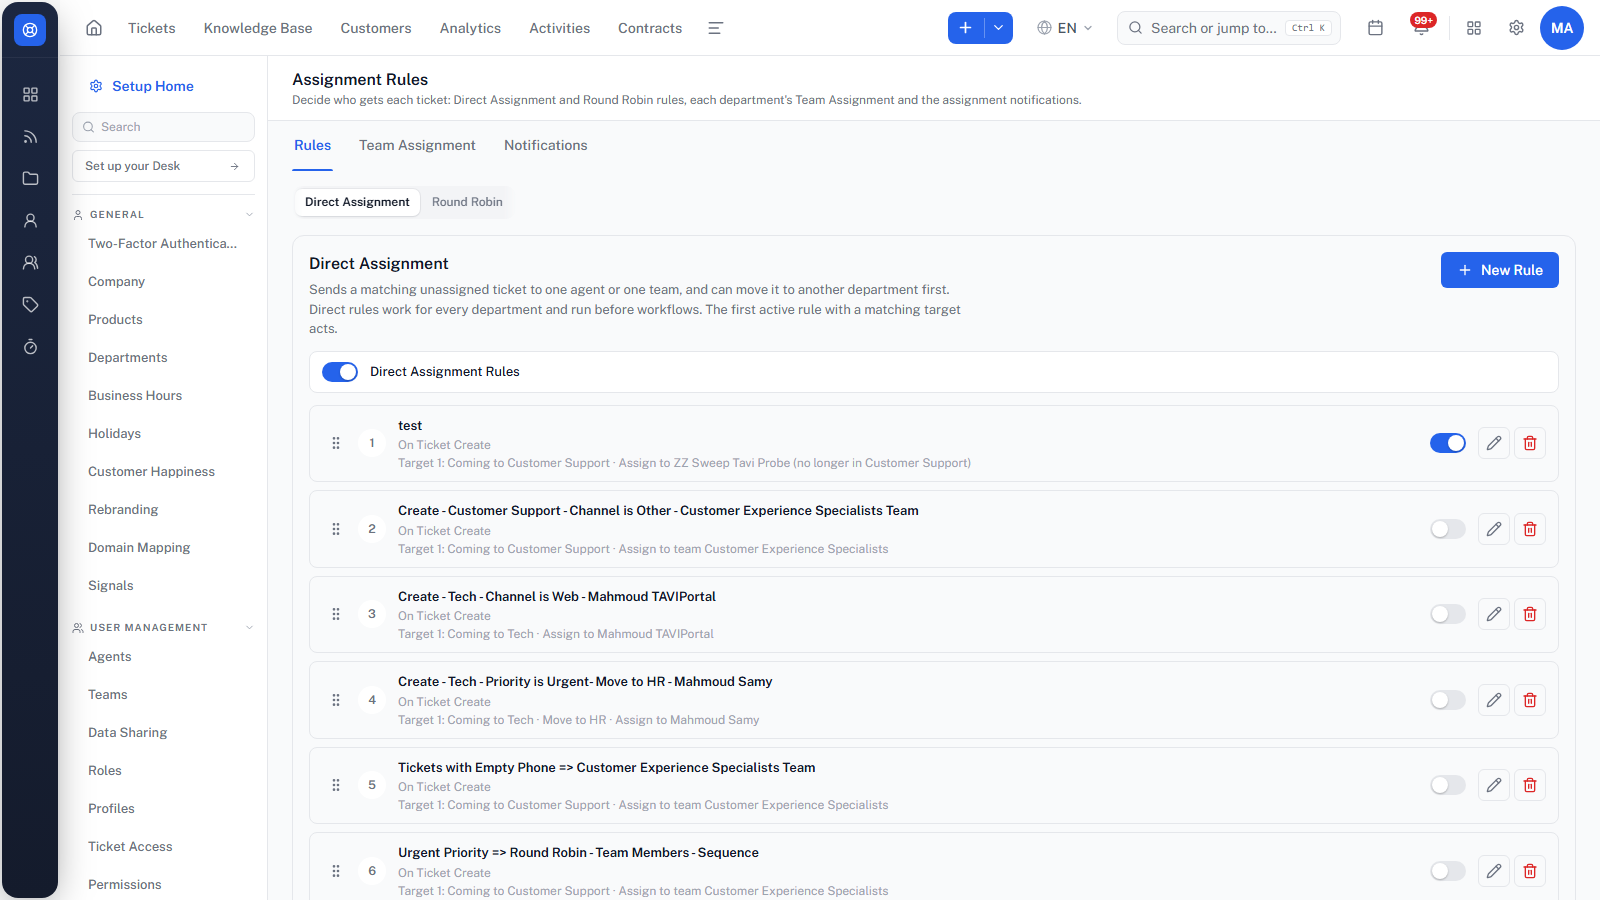 Tickets
Knowledge Base
Customers
Analytics
Activities
Contracts
EN
Search or jump to...
Ctrl K
99+
MA
Setup Home
Search
Set up your Desk
GENERAL
Two-Factor Authentica...
Company
Products
Departments
Business Hours
Holidays
Customer Happiness
Rebranding
Domain Mapping
Signals
USER MANAGEMENT
Agents
Teams
Data Sharing
Roles
Profiles
Ticket Access
Permissions
Assignment Rules
Decide who gets each ticket: Direct Assignment and Round Robin rules, each department's Team Assignment and the assignment notifications.
Rules
Team Assignment
Notifications
Direct Assignment
Round Robin
Direct Assignment
Sends a matching unassigned ticket to one agent or one team, and can move it to another department first.
Direct rules work for every department and run before workflows. The first active rule with a matching target
acts.
New Rule
Direct Assignment Rules
1
test
On Ticket Create
Target 1: Coming to Customer Support · Assign to ZZ Sweep Tavi Probe (no longer in Customer Support)
2
Create - Customer Support - Channel is Other - Customer Experience Specialists Team
On Ticket Create
Target 1: Coming to Customer Support · Assign to team Customer Experience Specialists
3
Create - Tech - Channel is Web - Mahmoud TAVIPortal
On Ticket Create
Target 1: Coming to Tech · Assign to Mahmoud TAVIPortal
4
Create - Tech - Priority is Urgent- Move to HR - Mahmoud Samy
On Ticket Create
Target 1: Coming to Tech · Move to HR · Assign to Mahmoud Samy
5
Tickets with Empty Phone => Customer Experience Specialists Team
On Ticket Create
Target 1: Coming to Customer Support · Assign to team Customer Experience Specialists
6
Urgent Priority => Round Robin - Team Members - Sequence
On Ticket Create
Target 1: Coming to Customer Support · Assign to team Customer Experience Specialists